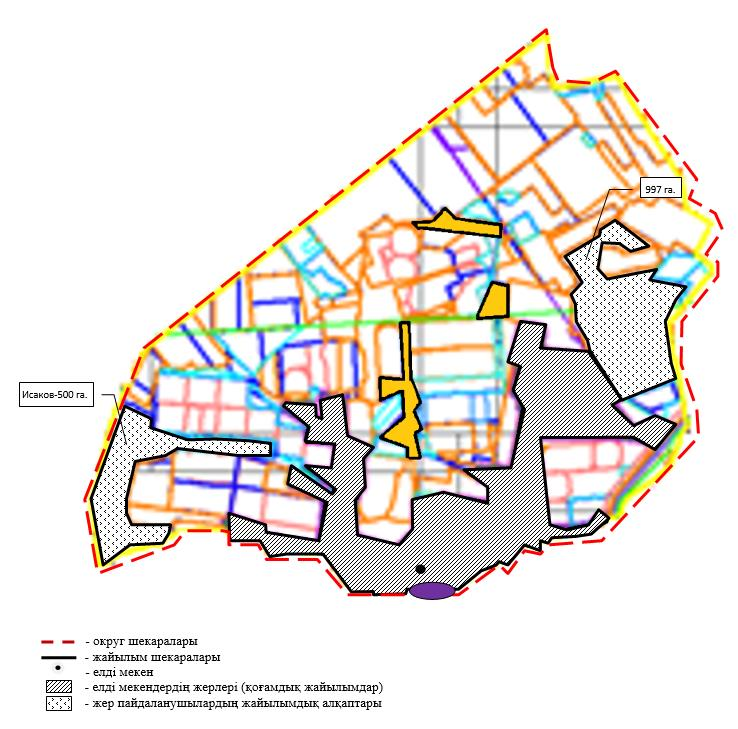 997 га.
Исаков-500 га.
- округ шекаралары
- жайылым шекаралары
- елді мекен
- елді мекендердің жерлері (қоғамдық жайылымдар)
- жер пайдаланушылардың жайылымдық алқаптары